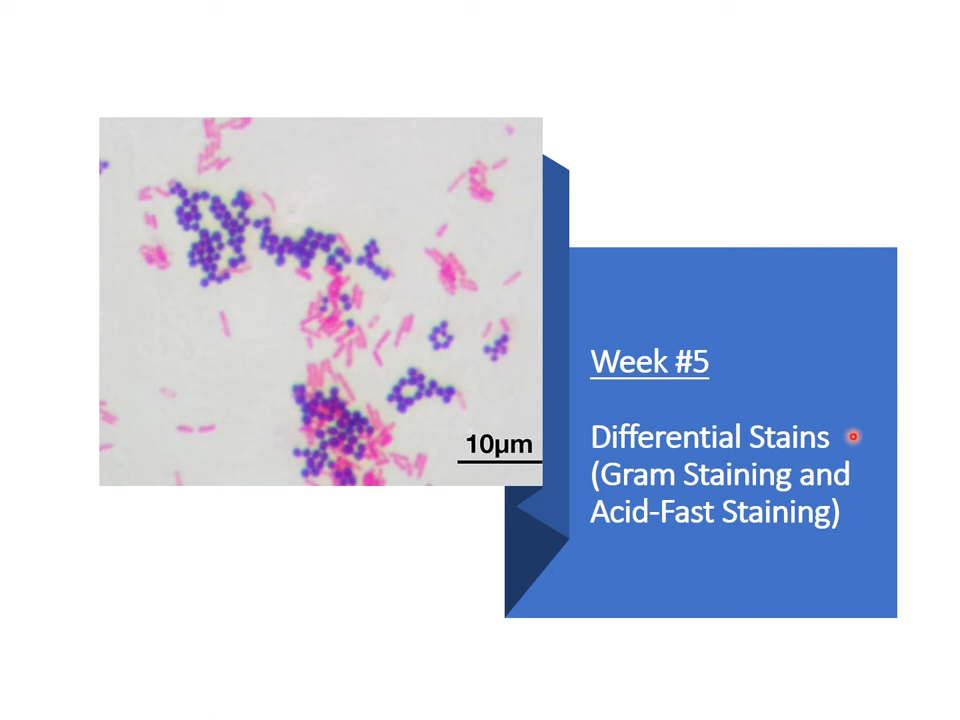 10µm
Week #5
Differential Stains
(Gram Staining and
Acid-Fast Staining)